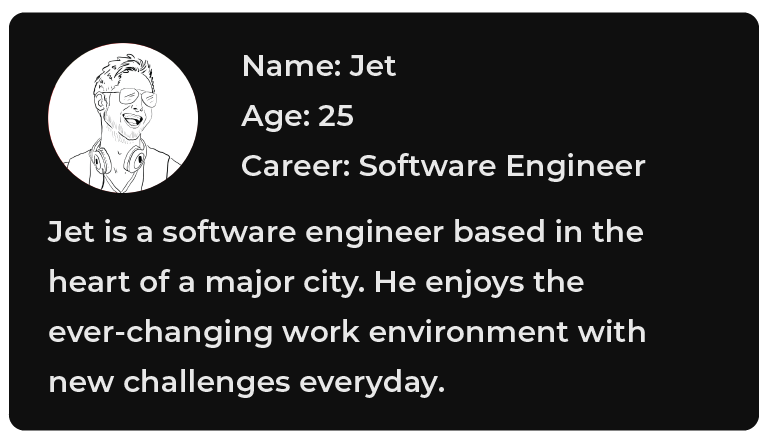 Name: Jet
Age: 25
Career: Software Engineer
Jet is a software engineer based in the
heart of a major city. He enjoys the
ever-changing work environment with
new challenges everyday.